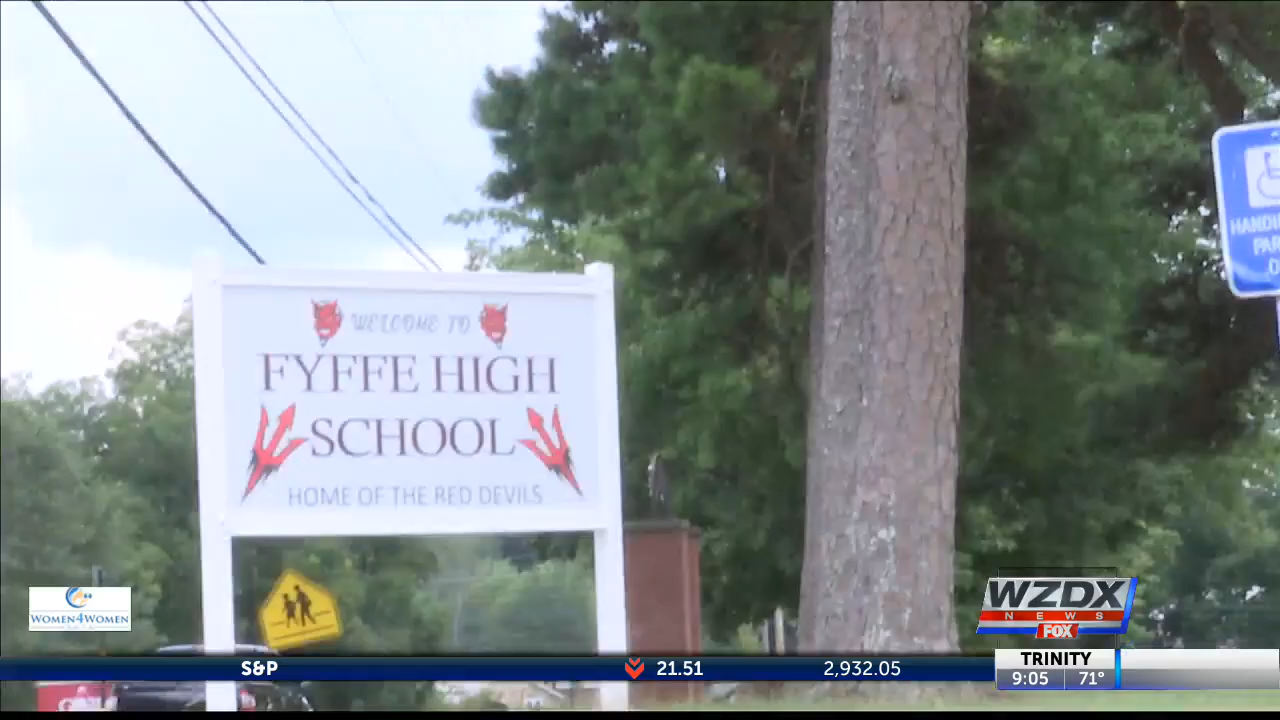 WELCOME TO
FYFFE HIGH
SCHOOL
HOME OF THE RED DEVILS
WOMEN4WOMEN
WZDX
NEWS
FOX
S&P 21.51 2,932.05
TRINITY
9:05 71°